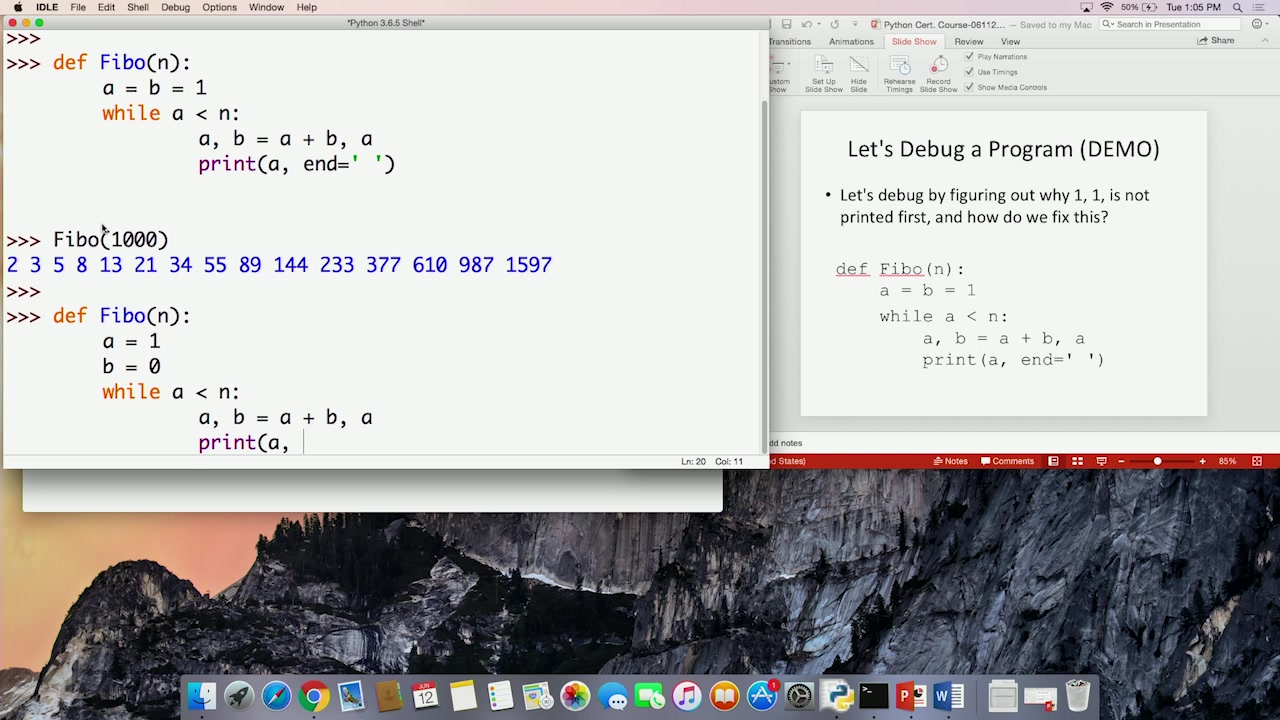 IDLE File Edit Shell Debug Options Window Help
50% Tue 1:05 PM
*Python 3.6.5 Shell*
>>>
>>> def Fibo(n):
a = b = 1
while a < n:
a, b = a + b, a
print(a, end=' ')
>>> Fibo(1000)
2 3 5 8 13 21 34 55 89 144 233 377 610 987 1597
>>>
>>> def Fibo(n):
a = 1
b = 0
while a < n:
a, b = a + b, a
print(a,
Ln: 20 Col: 11
Python Cert. Course-06112... — Saved to my Mac
Search in Presentation
Transitions Animations Slide Show Review View
Share
ustom Show
Set Up Slide Show
Hide Slide
Rehearse Timings
Record Slide Show
Play Narrations
Use Timings
Show Media Controls
Let's Debug a Program (DEMO)
• Let's debug by figuring out why 1, 1, is not
printed first, and how do we fix this?
def Fibo(n):
a = b = 1
while a < n:
a, b = a + b, a
print(a, end=' ')
dd notes
ed States)
Notes Comments
85%
JUN
12
1